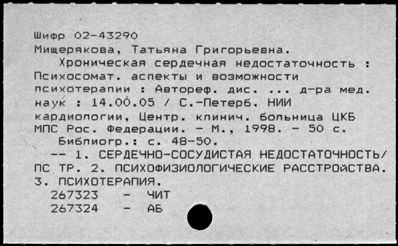 Шифр 02-43290
Мищерякова, Татьяна Григорьевна.
Хроническая сердечная недостаточность :
Психосомат. аспекты и возможности
психотерапии : Автореф. дис. ... д-ра мед.
наук : 14.00.05 / С.-Петерб. НИИ
кардиологии, Центр. клинич. больница ЦКБ
МПС Рос. Федерации. - М., 1998. - 50 с.
Библиогр.: с. 48-50.
-- 1. СЕРДЕЧНО-СОСУДИСТАЯ НЕДОСТАТОЧНОСТЬ/
ПС ТР. 2. ПСИХОФИЗИОЛОГИЧЕСКИЕ РАССТРОйСТВА.
3. ПСИХОТЕРАПИЯ.
267323 - ЧИТ
267324 - АБ